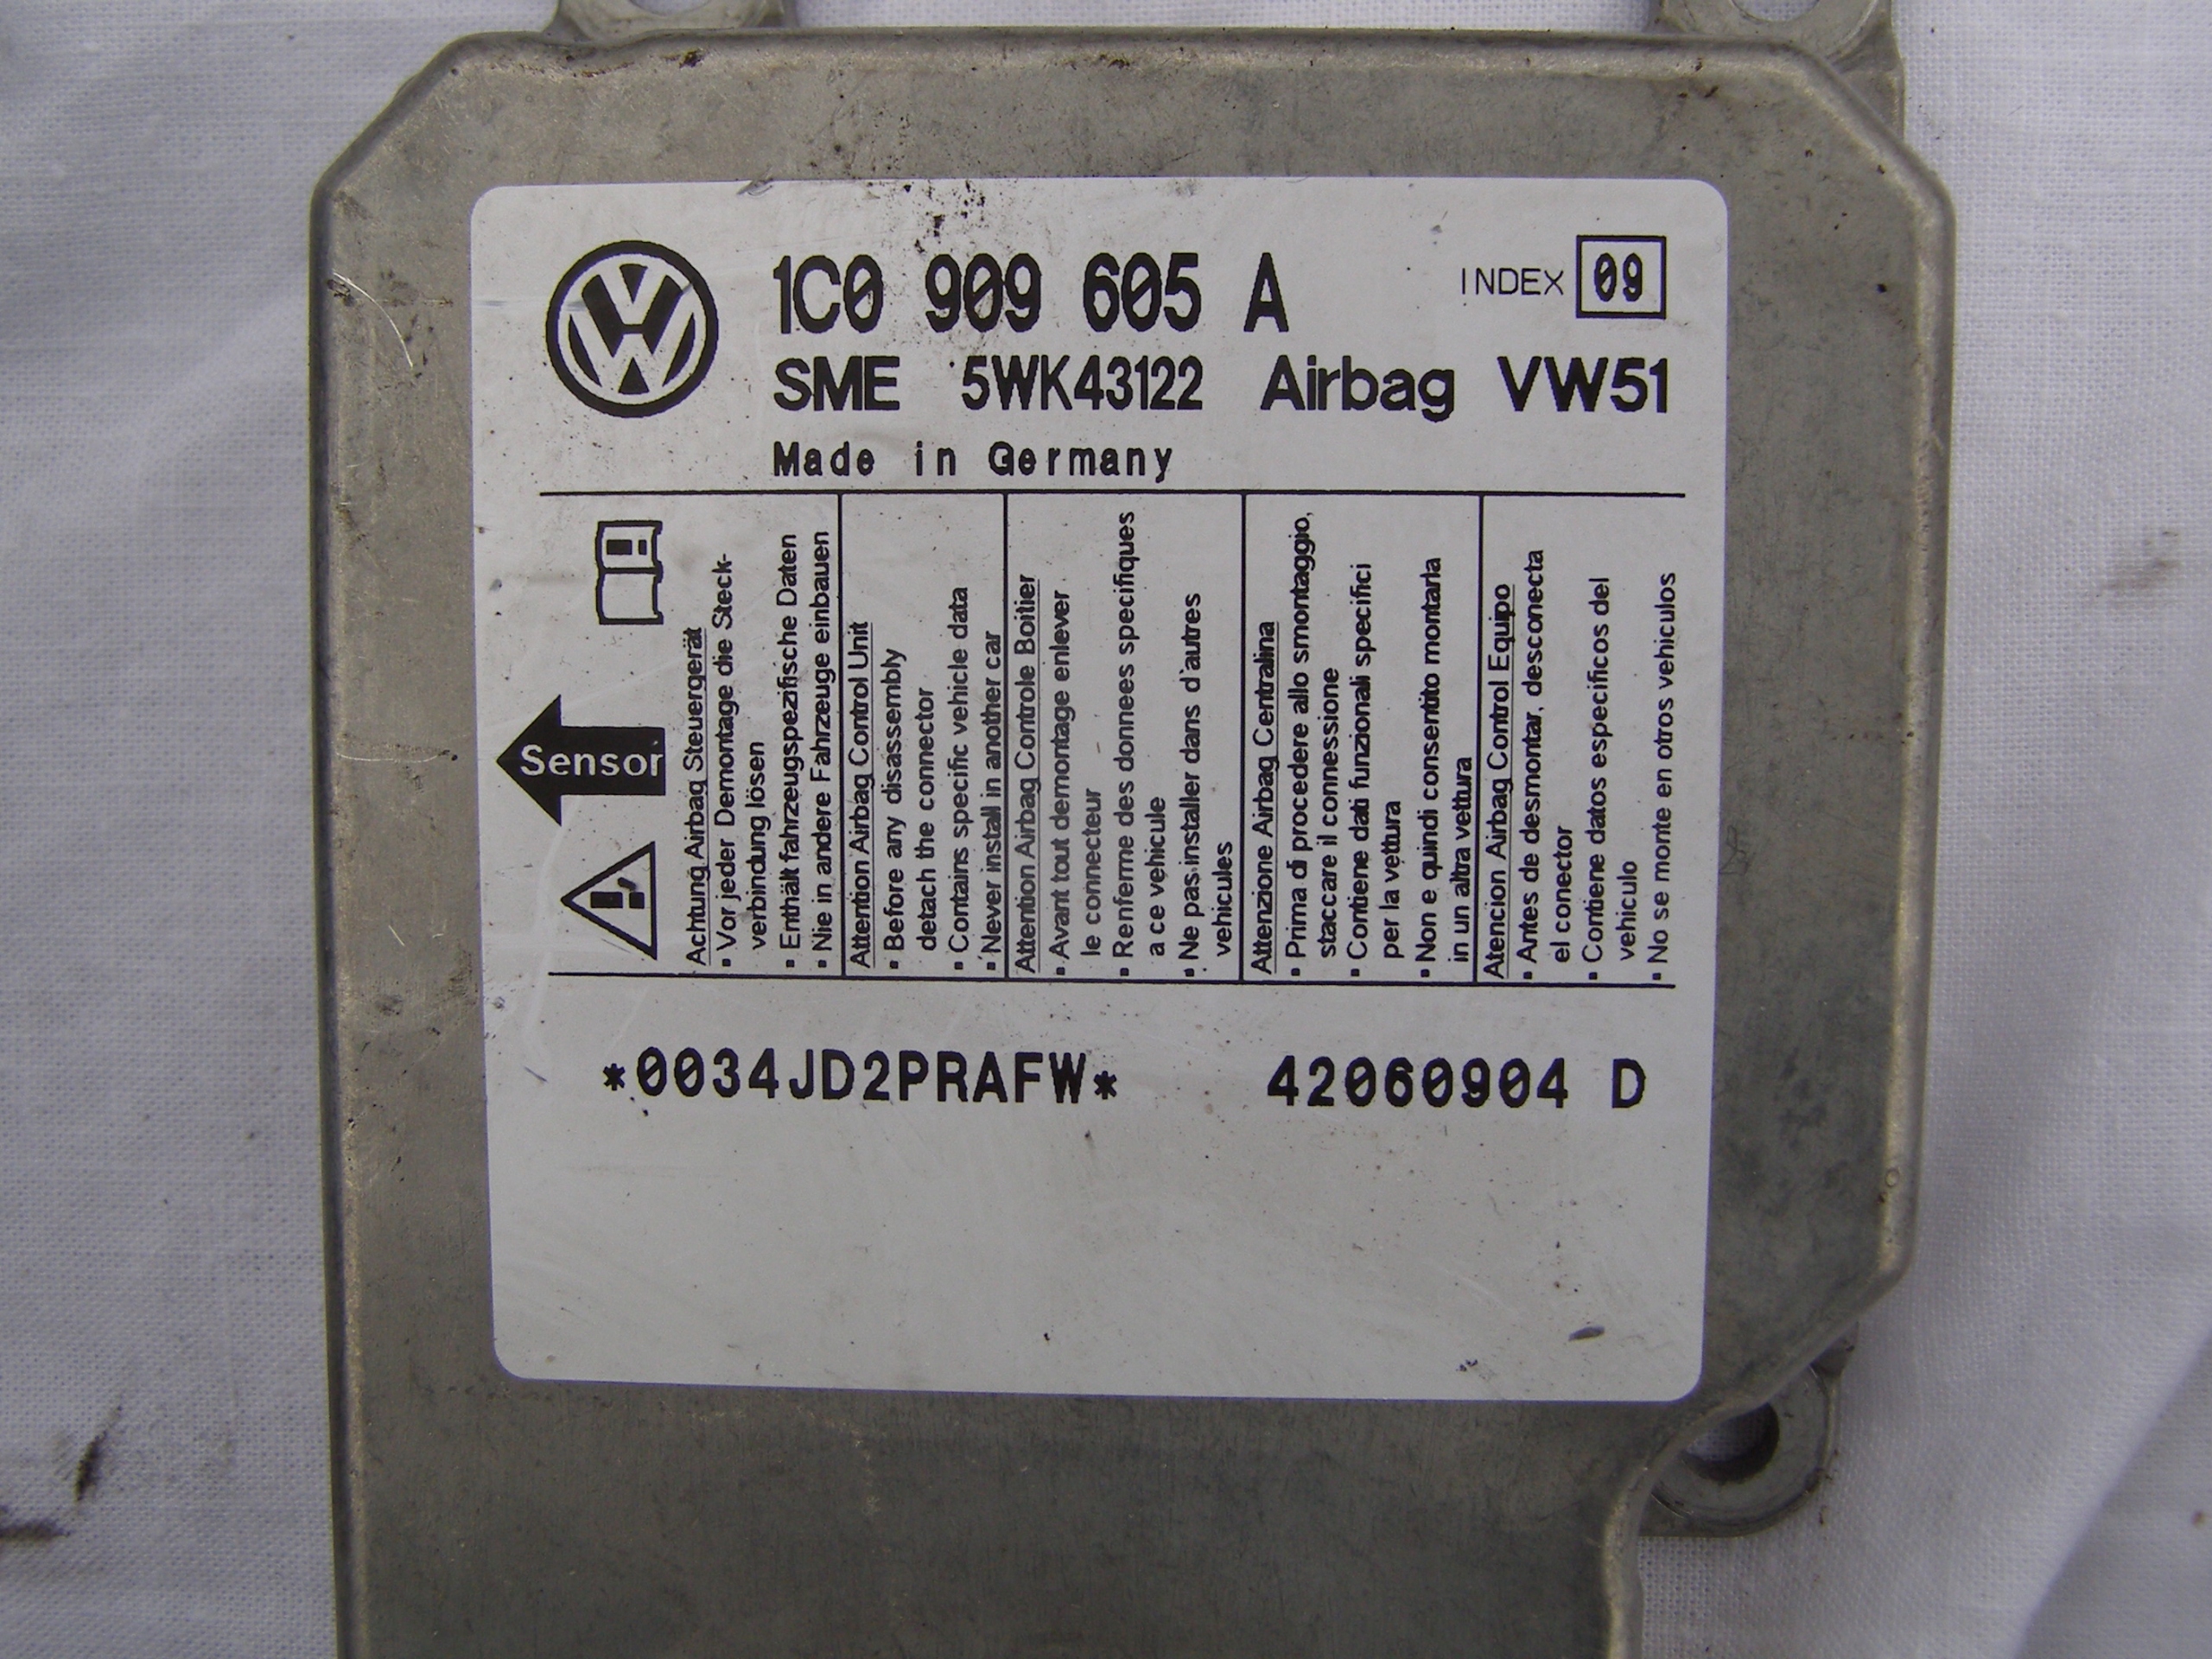 1C0 909 605 A
INDEX 09
SME 5WK43122 Airbag VW51
Made in Germany
Sensor
Achtung Airbag Steuergerät
▪ Vor jeder Demontage die Steck-
verbindung lösen
▪ Enthält fahrzeugspezifische Daten
▪ Nie in andere Fahrzeuge einbauen
Attention Airbag Control Unit
▪ Before any disassembly
detach the connector
▪ Contains specific vehicle data
▪ Never install in another car
Attention Airbag Controle Boitier
▪ Avant tout demontage enlever
le connecteur
▪ Renferme des donnees specifiques
a ce vehicule
▪ Ne pas installer dans d'autres
vehicules
Attenzione Airbag Centralina
▪ Prima di procedere allo smontaggio,
staccare il connessione
▪ Contiene dati funzionali specifici
per la vettura
▪ Non e quindi consentito montarla
in un altra vettura
Atencion Airbag Control Equipo
▪ Antes de desmontar, desconecta
el conector
▪ Contiene datos especificos del
vehiculo
▪ No se monte en otros vehiculos
*0034JD2PRAFW* 42060904 D